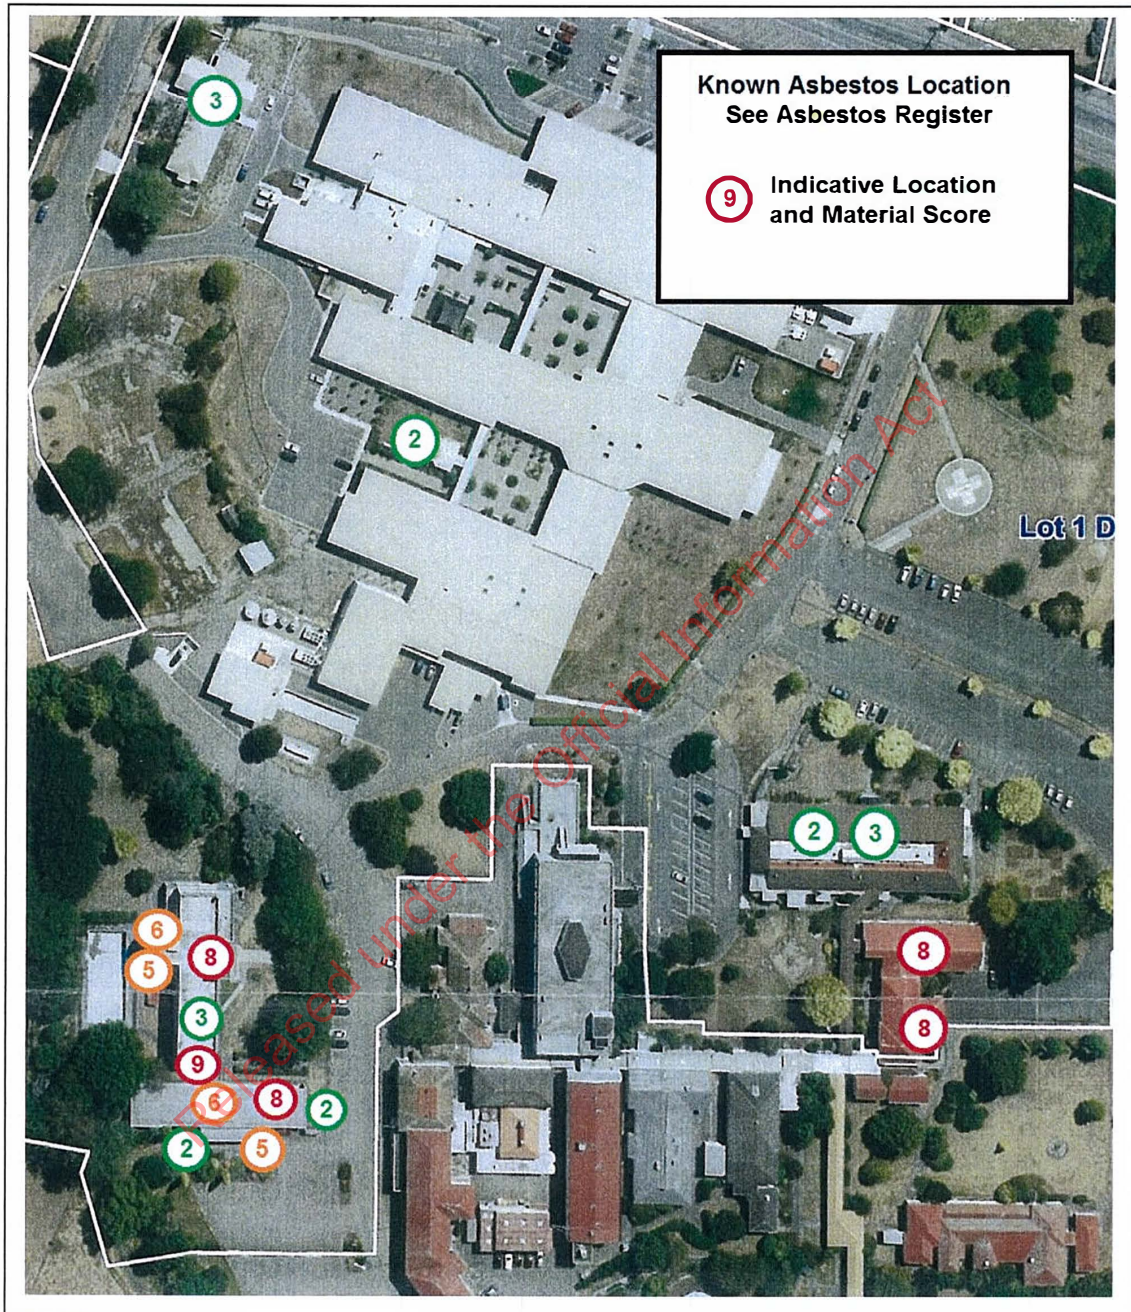 Known Asbestos Location
See Asbestos Register
9
Indicative Location
and Material Score
3
2
Lot 1 D
2
3
6
8
8
5
3
8
9
6
8
2
2
5
Released under the Official Information Act